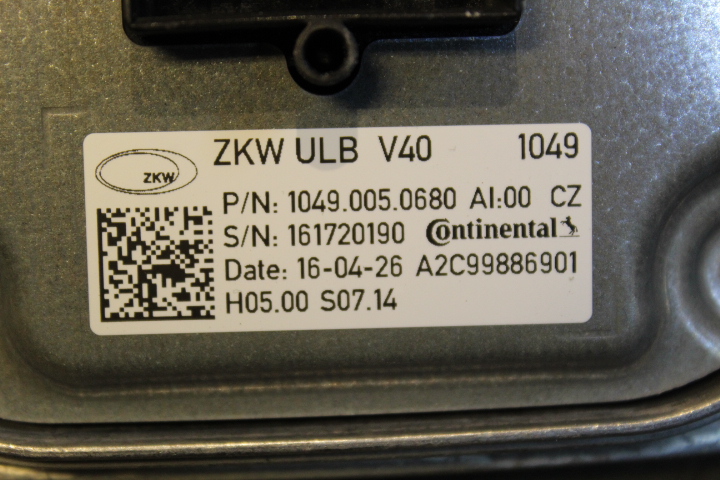 ZKW ULB V40 1049
ZKW
P/N: 1049.005.0680 AI:00 CZ
S/N: 161720190 Continental
Date: 16-04-26 A2C99886901
H05.00 S07.14